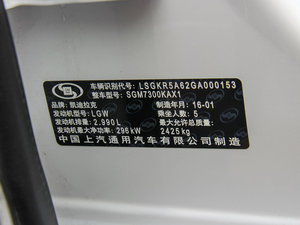 车辆识别代号: LSGKR5A62GA000153
整车型号: SGM7300KAX1
品牌: 凯迪拉克 制造年月: 16-01
发动机型号: LGW 乘坐人数: 5
发动机排量: 2.990L 最大允许总质量:
发动机最大净功率: 296kW 2425kg
中国上汽通用汽车有限公司制造